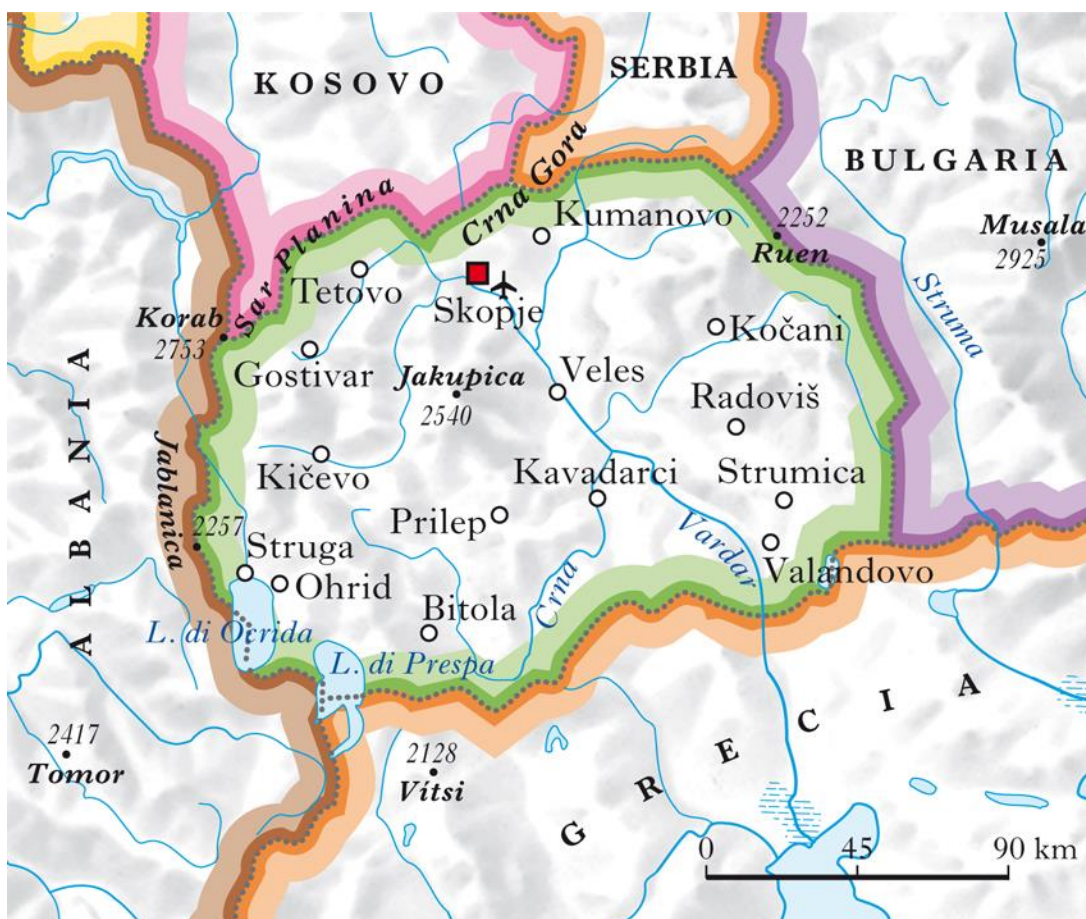 KOSOVO
SERBIA
BULGARIA
Sar Planina
Crna Gora
Kumanovo
2252
Ruen
Musala
2925
Tetovo
Skopje
Struma
Korab
2753
Kočani
Gostivar
Jakupica
2540
Veles
Radoviš
ALBANIA
Jablanica
2257
Kičevo
Kavadarci
Strumica
Prilep
Vardar
Struga
Valandovo
Ohrid
Crna
Bitola
L. di Ocrida
L. di Prespa
GRECIA
2417
Tomor
2128
Vítsi
0 45 90 km